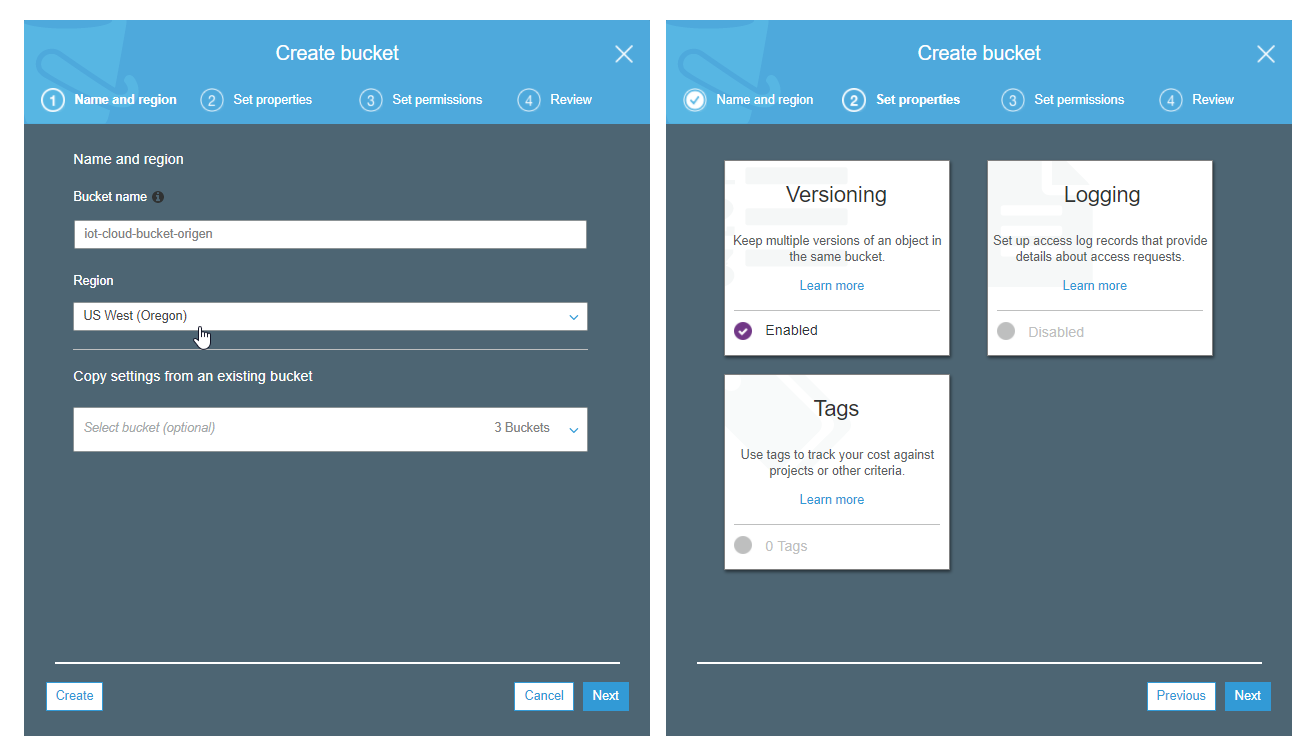 Create bucket
1 Name and region 2 Set properties 3 Set permissions 4 Review
Name and region
Bucket name
iot-cloud-bucket-origen
Region
US West (Oregon)
Copy settings from an existing bucket
Select bucket (optional) 3 Buckets
Create Cancel Next
Create bucket
Name and region 2 Set properties 3 Set permissions 4 Review
Versioning
Keep multiple versions of an object in
the same bucket.
Learn more
Enabled
Logging
Set up access log records that provide
details about access requests.
Learn more
Disabled
Tags
Use tags to track your cost against
projects or other criteria.
Learn more
0 Tags
Previous Next